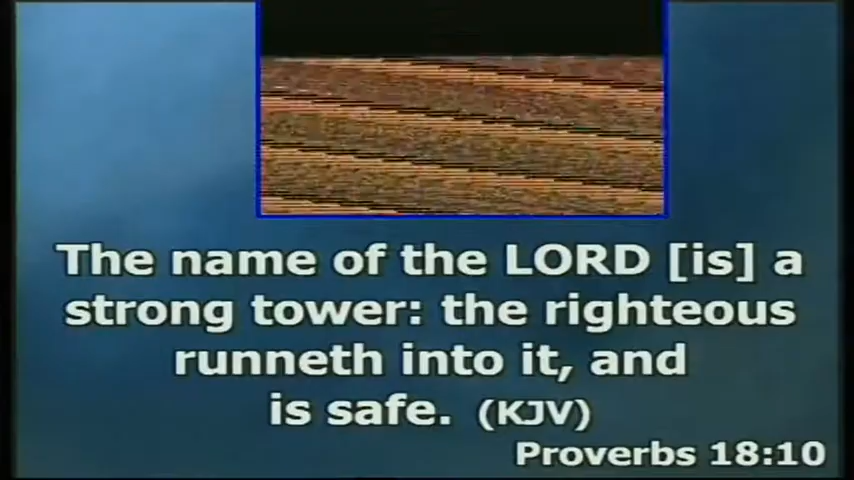 The name of the LORD [is] a
strong tower: the righteous
runneth into it, and
is safe. (KJV)
Proverbs 18:10